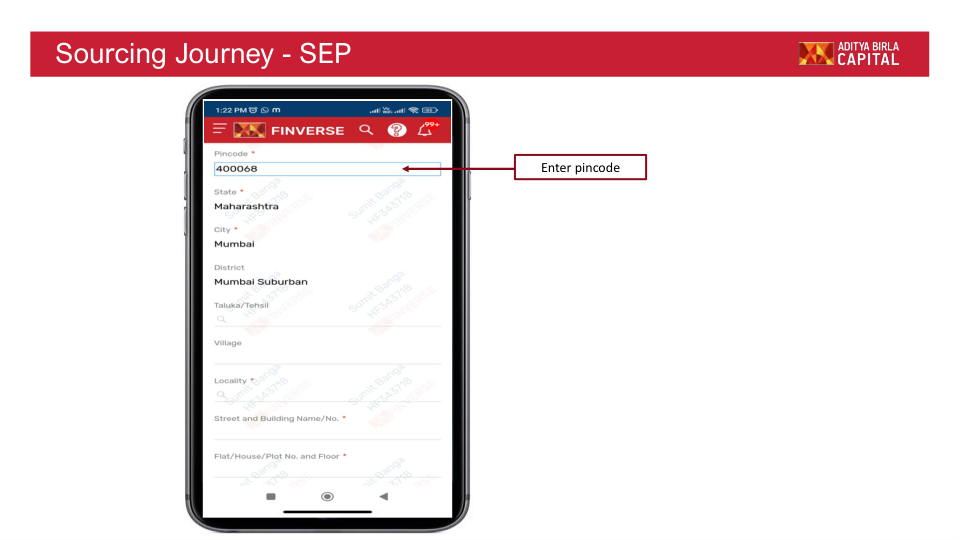 Sourcing Journey - SEP
ADITYA BIRLA
CAPITAL
1:22 PM
FINVERSE
99+
Pincode *
400068
Enter pincode
State *
Maharashtra
City *
Mumbai
District
Mumbai Suburban
Taluka/Tehsil
Village
Locality *
Street and Building Name/No. *
Flat/House/Plot No. and Floor *
Sumit Banga
HF343718
FINVERSE